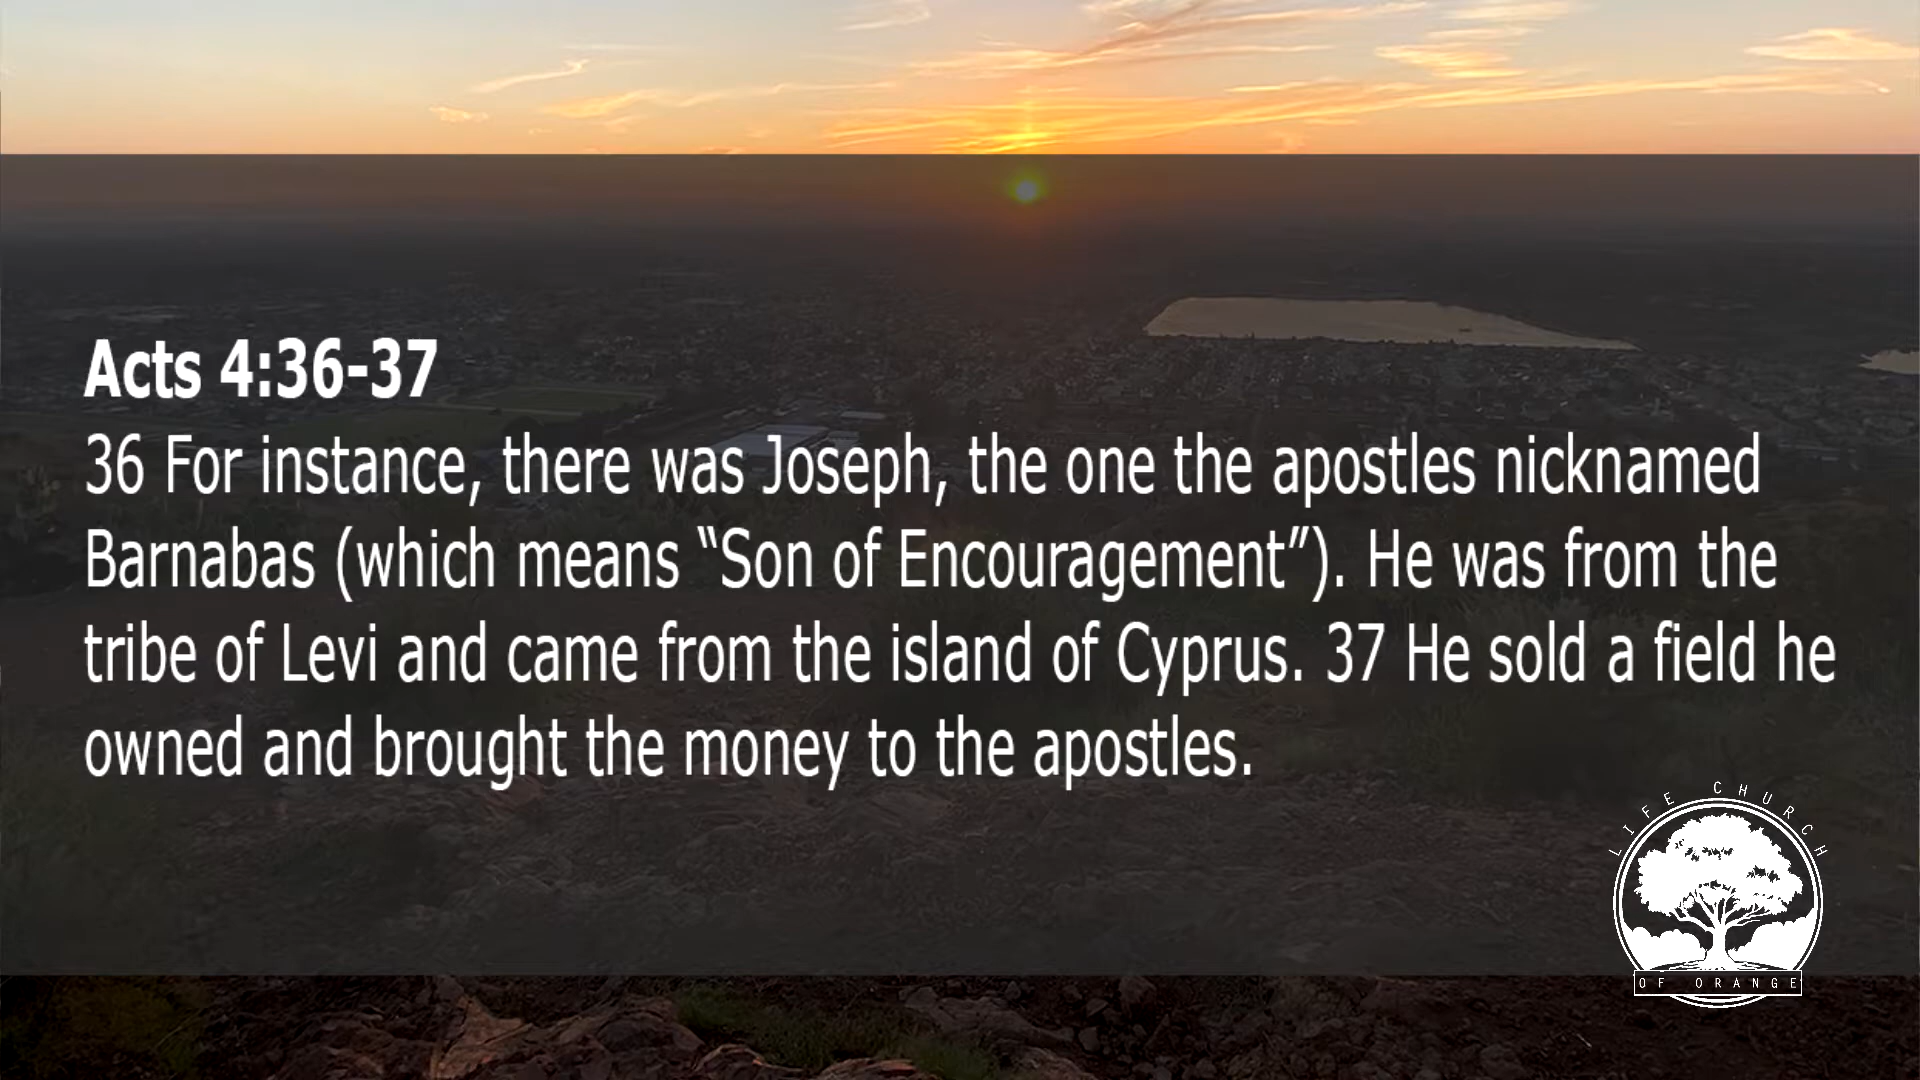 Acts 4:36-37
36 For instance, there was Joseph, the one the apostles nicknamed
Barnabas (which means “Son of Encouragement”). He was from the
tribe of Levi and came from the island of Cyprus. 37 He sold a field he
owned and brought the money to the apostles.
LIFE CHURCH
OF ORANGE